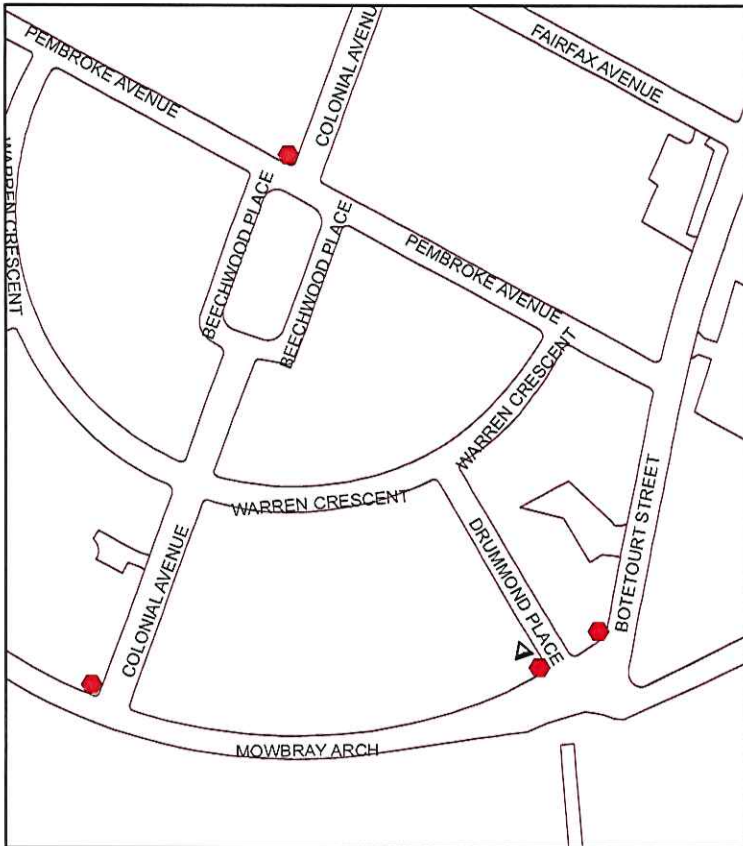 PEMBROKE AVENUE
COLONIAL AVENUE
FAIRFAX AVENUE
WARREN CRESCENT
BEECHWOOD PLACE
BEECHWOOD PLACE
PEMBROKE AVENUE
WARREN CRESCENT
WARREN CRESCENT
COLONIAL AVENUE
DRUMMOND PLACE
BOTETOURT STREET
MOWBRAY ARCH